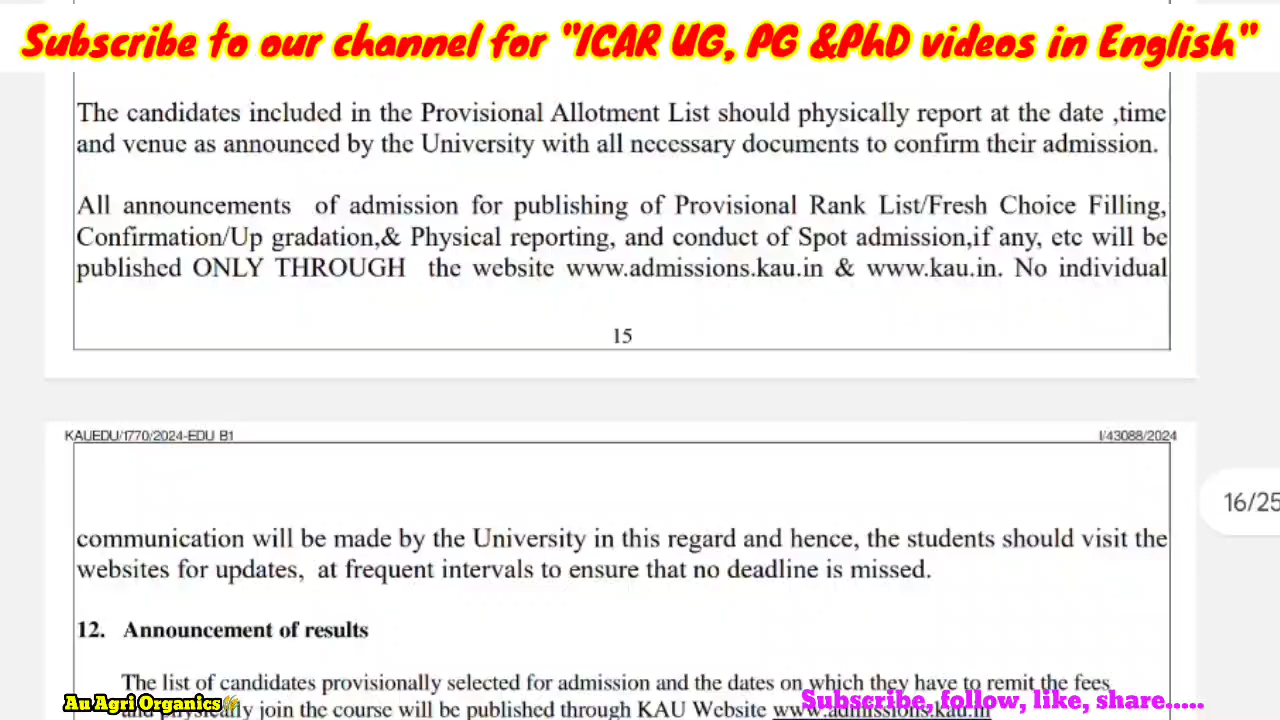 Subscribe to our channel for "ICAR UG, PG &PhD videos in English"
The candidates included in the Provisional Allotment List should physically report at the date ,time
and venue as announced by the University with all necessary documents to confirm their admission.
All announcements of admission for publishing of Provisional Rank List/Fresh Choice Filling,
Confirmation/Up gradation,& Physical reporting, and conduct of Spot admission,if any, etc will be
published ONLY THROUGH the website www.admissions.kau.in & www.kau.in. No individual
15
KAUEDU/1770/2024-EDU B1
I/43088/2024
16/25
communication will be made by the University in this regard and hence, the students should visit the
websites for updates, at frequent intervals to ensure that no deadline is missed.
12. Announcement of results
The list of candidates provisionally selected for admission and the dates on which they have to remit the fees
and physically join the course will be published through KAU Website www.admissions.kau.in
Au Agri Organics
Subscribe, follow, like, share.....